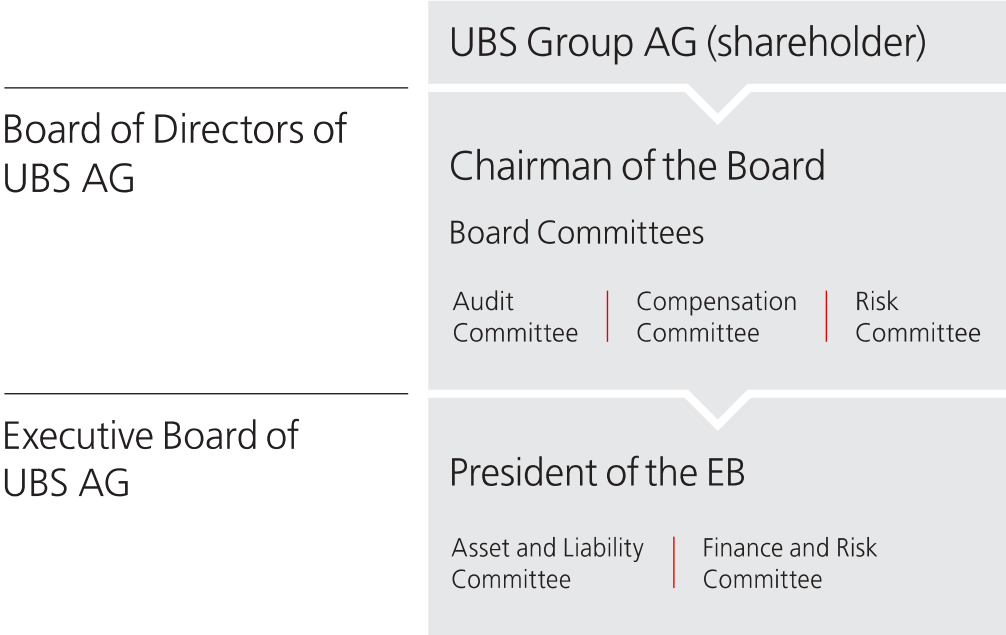 UBS Group AG (shareholder)
Board of Directors of
UBS AG
Chairman of the Board
Board Committees
Audit
Committee
Compensation
Committee
Risk
Committee
Executive Board of
UBS AG
President of the EB
Asset and Liability
Committee
Finance and Risk
Committee